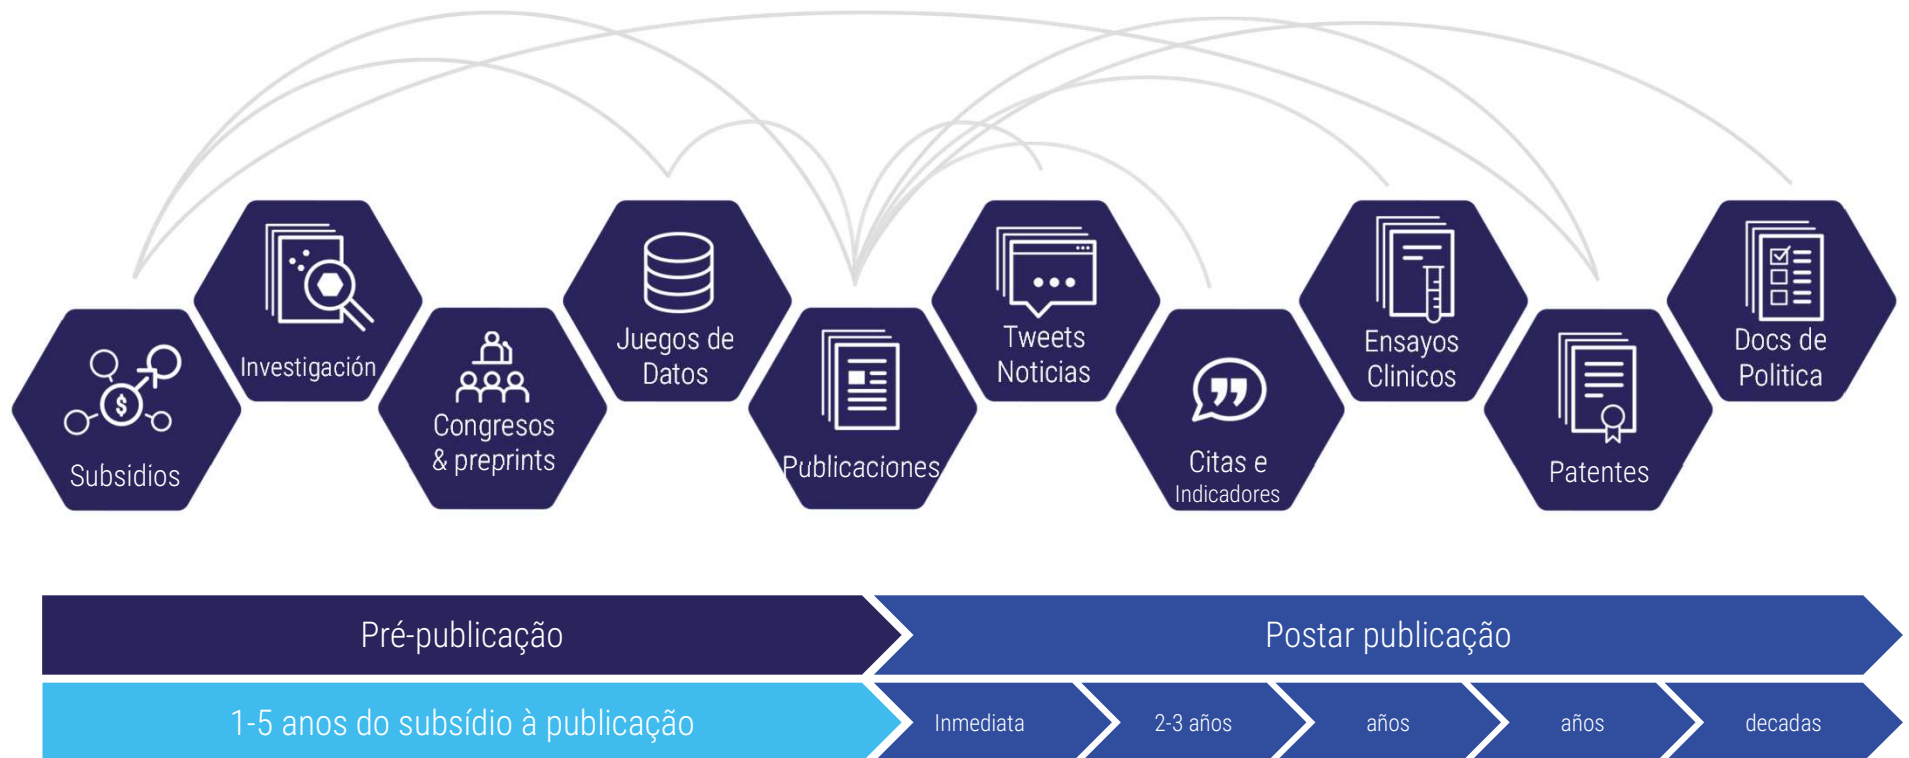 Subsidios
Investigación
Congresos
& preprints
Juegos de
Datos
Publicaciones
Tweets
Noticias
Citas e
Indicadores
Ensayos
Clinicos
Patentes
Docs de
Politica
Pré-publicação
Postar publicação
1-5 anos do subsídio à publicação
Inmediata
2-3 años
años
años
decadas